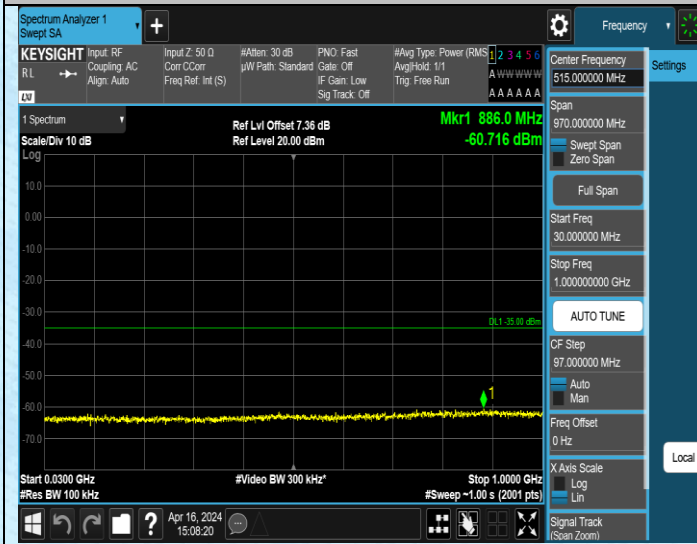 Spectrum Analyzer 1
Swept SA
+
Frequency
KEYSIGHT
RL
LXI
Input: RF
Coupling: AC
Align: Auto
Input Z: 50 Ω
Corr CCorr
Freq Ref: Int (S)
#Atten: 30 dB
µW Path: Standard
PNO: Fast
Gate: Off
IF Gain: Low
Sig Track: Off
#Avg Type: Power (RMS
Avg|Hold: 1/1
Trig: Free Run
1 2 3 4 5 6
A W W W W W
A A A A A A
1 Spectrum
Scale/Div 10 dB
Log
Ref Lvl Offset 7.36 dB
Ref Level 20.00 dBm
Mkr1 886.0 MHz
-60.716 dBm
10.0
0.00
-10.0
-20.0
-30.0
DL1 -35.00 dBm
-40.0
-50.0
1
-60.0
-70.0
Start 0.0300 GHz
#Res BW 100 kHz
#Video BW 300 kHz*
Stop 1.0000 GHz
#Sweep ~1.00 s (2001 pts)
?
Apr 16, 2024
15:08:20
Center Frequency
515.000000 MHz
Span
970.000000 MHz
Swept Span
Zero Span
Full Span
Start Freq
30.000000 MHz
Stop Freq
1.000000000 GHz
AUTO TUNE
CF Step
97.000000 MHz
Auto
Man
Freq Offset
0 Hz
X Axis Scale
Log
Lin
Signal Track
(Span Zoom)
Settings
Local